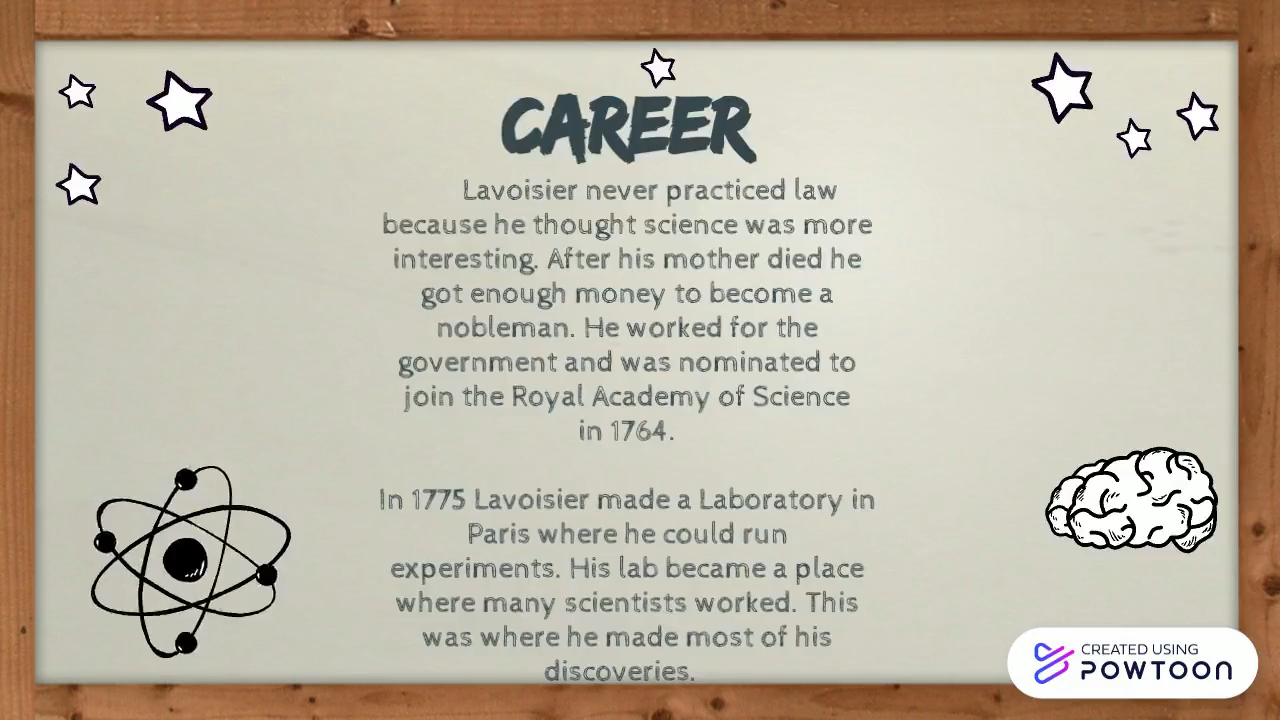 CAREER
Lavoisier never practiced law
because he thought science was more
interesting. After his mother died he
got enough money to become a
nobleman. He worked for the
government and was nominated to
join the Royal Academy of Science
in 1764.
In 1775 Lavoisier made a Laboratory in
Paris where he could run
experiments. His lab became a place
where many scientists worked. This
was where he made most of his
discoveries.
CREATED USING
POWTOON